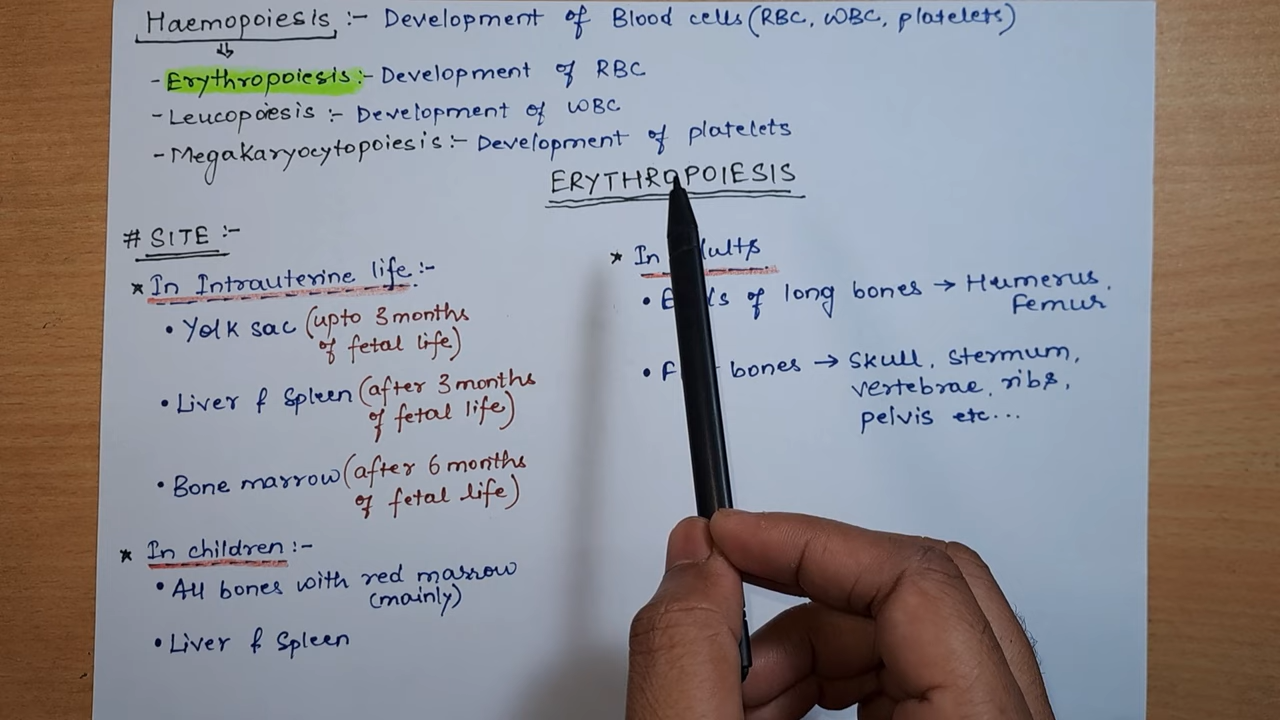 Haemopoiesis :- Development of Blood cells (RBC, WBC, platelets)
- Erythropoiesis :- Development of RBC
- Leucopoiesis :- Development of WBC
- Megakaryocytopoiesis :- Development of platelets
ERYTHROPOIESIS
# SITE :-
* In Intrauterine life :-
• Yolk sac (upto 3 months
of fetal life)
• Liver & Spleen (after 3 months
of fetal life)
• Bone marrow (after 6 months
of fetal life)
* In children :-
• All bones with red marrow
(mainly)
• Liver & Spleen
* In
• of long bones → Humerus,
Femur
• bones → Skull, Stermum,
vertebrae, ribs,
pelvis etc...